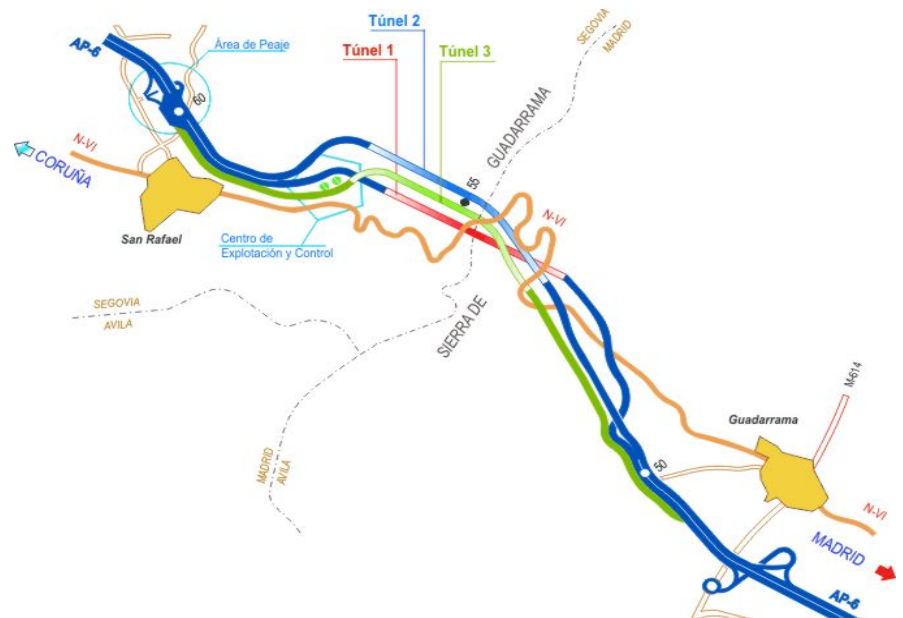 Túnel 2
Túnel 1
Túnel 3
SEGOVIA
MADRID
AP-6
Área de Peaje
60
GUADARRAMA
N-VI
CORUÑA
55
N-VI
San Rafael
Centro de
Explotación y Control
SEGOVIA
AVILA
SIERRA DE
M-614
Guadarrama
MADRID
AVILA
50
N-VI
MADRID
AP-6